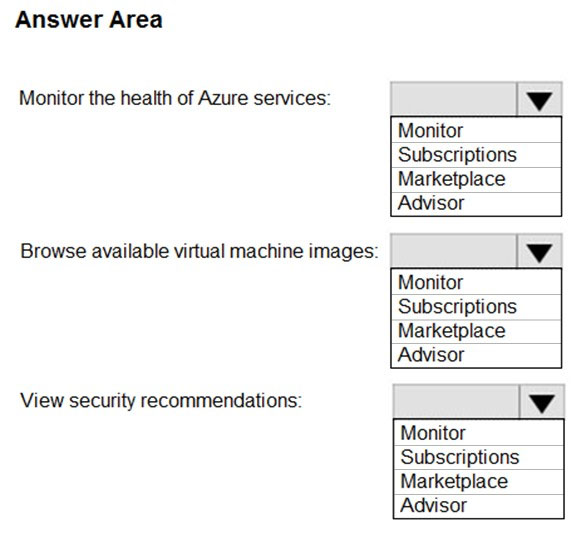 Answer Area
Monitor the health of Azure services:
Monitor
Subscriptions
Marketplace
Advisor
Browse available virtual machine images:
Monitor
Subscriptions
Marketplace
Advisor
View security recommendations:
Monitor
Subscriptions
Marketplace
Advisor